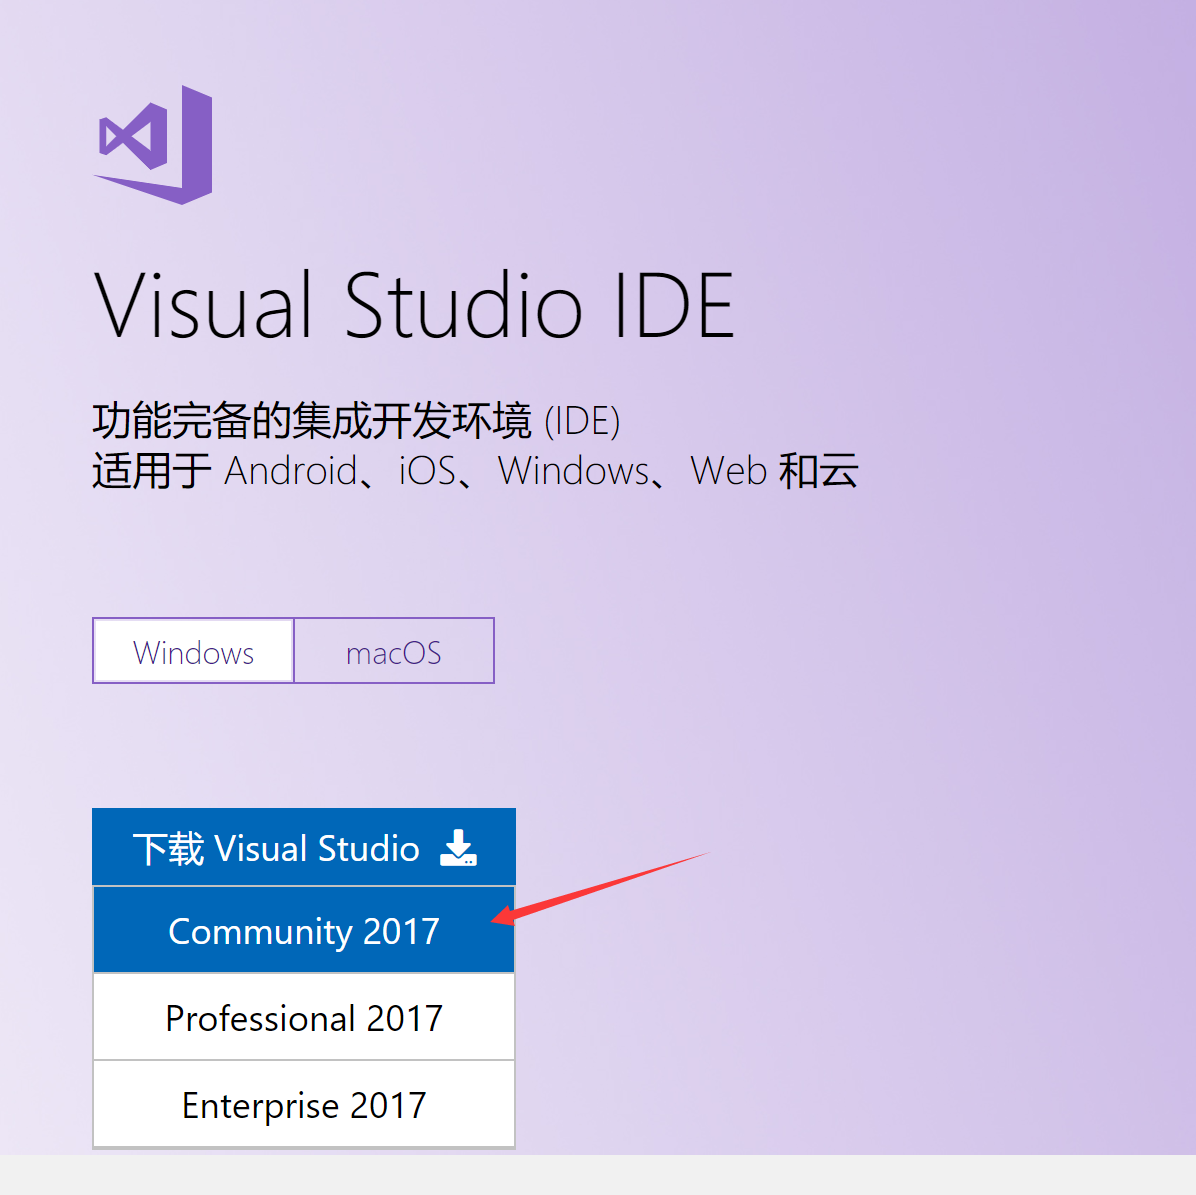 Visual Studio IDE
功能完备的集成开发环境 (IDE)
适用于 Android、iOS、Windows、Web 和云
Windows
macOS
下载 Visual Studio
Community 2017
Professional 2017
Enterprise 2017